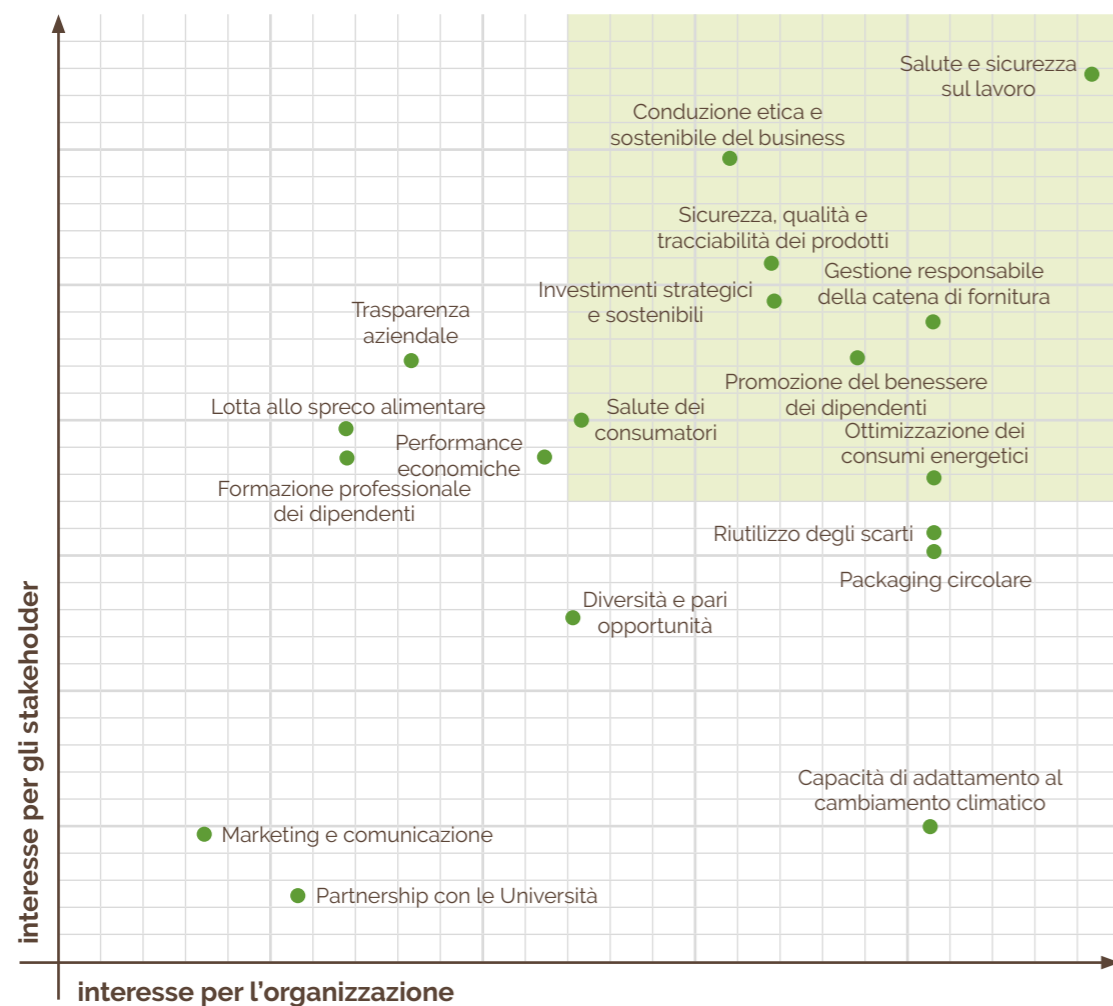 Salute e sicurezza
sul lavoro
Conduzione etica e
sostenibile del business
Sicurezza, qualità e
tracciabilità dei prodotti
Gestione responsabile
della catena di fornitura
Investimenti strategici
e sostenibili
Trasparenza
aziendale
Promozione del benessere
dei dipendenti
Lotta allo spreco alimentare
Salute dei
consumatori
Performance
economiche
Ottimizzazione dei
consumi energetici
Formazione professionale
dei dipendenti
Riutilizzo degli scarti
Packaging circolare
Diversità e pari
opportunità
Capacità di adattamento al
cambiamento climatico
Marketing e comunicazione
Partnership con le Università
interesse per gli stakeholder
interesse per l'organizzazione